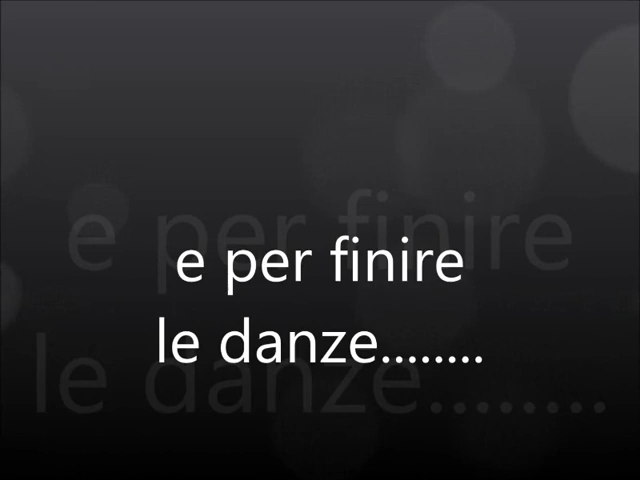 e per finire
le danze........